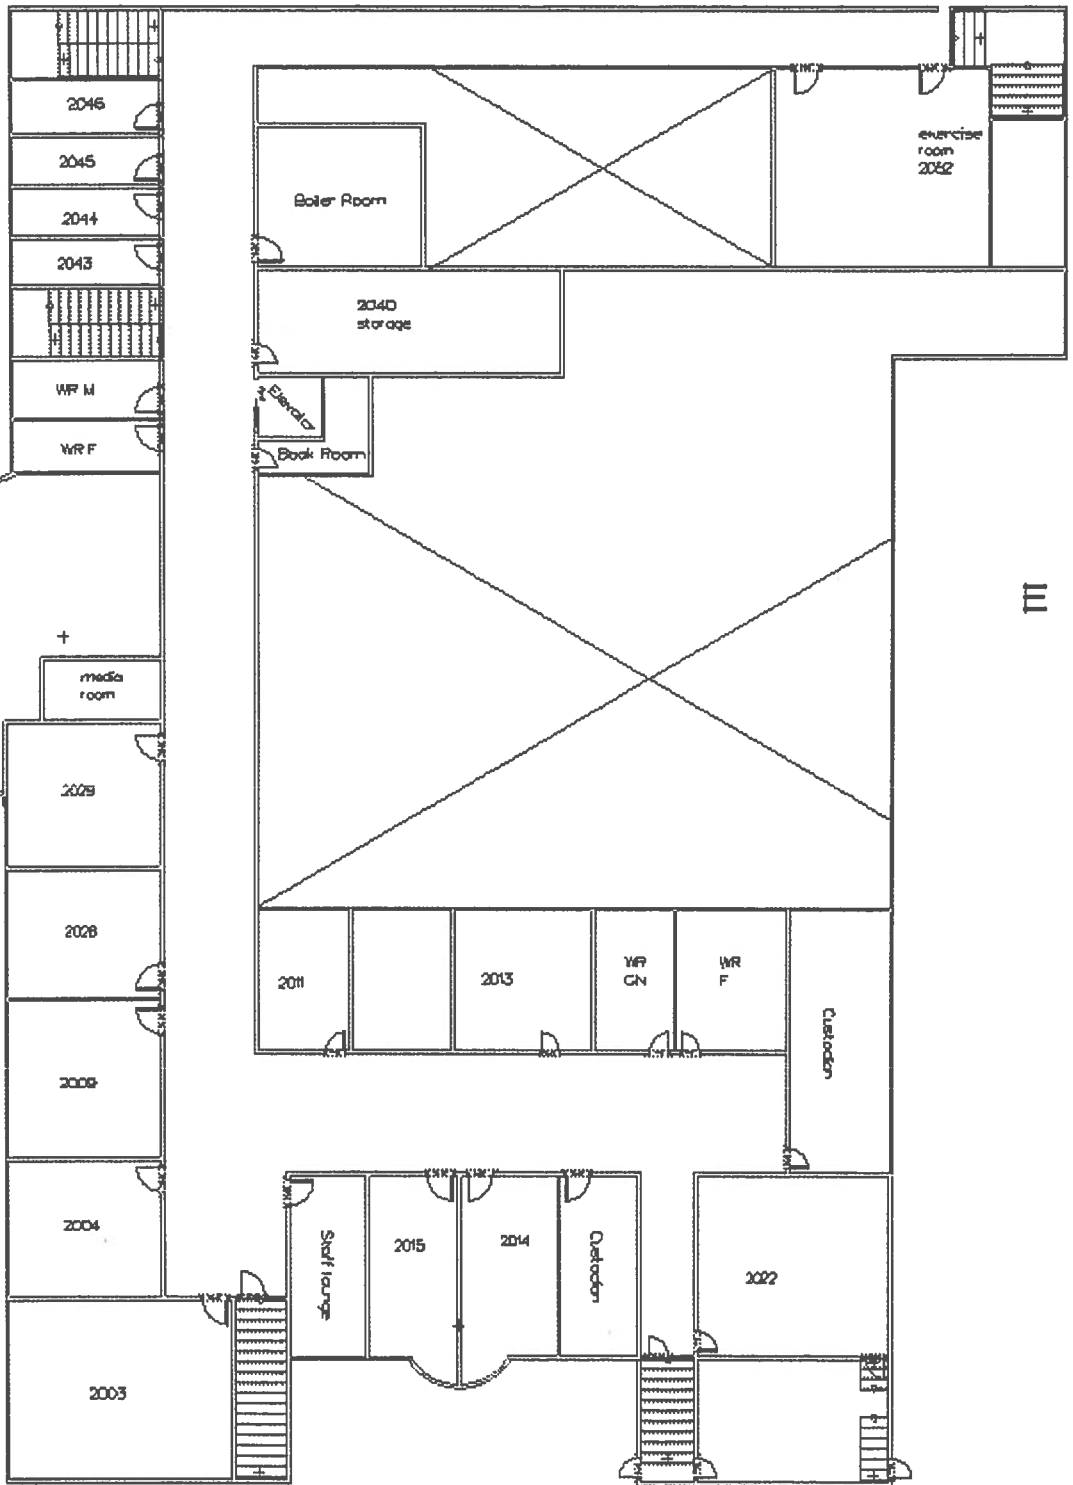 2046
2045
2044
2043
WR M
WR F
Boiler Room
exercise
room
2052
2040
storage
Elevator
Book Room
media
room
2029
2028
2009
2004
2003
2011
2013
WR
GN
WR
F
Custodian
Staff lounge
2015
2014
Custodian
2022